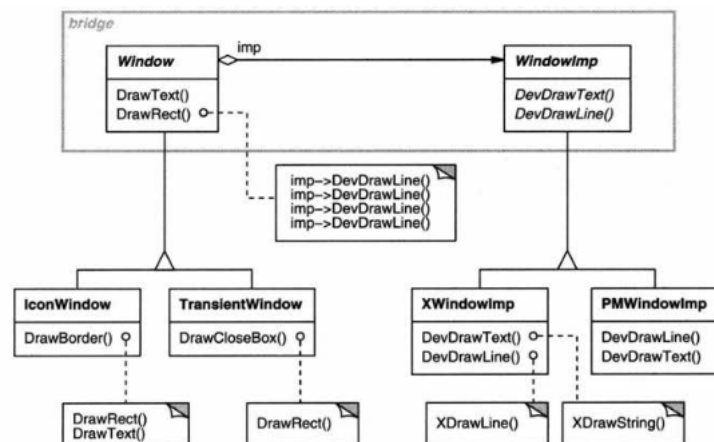 bridge
imp
Window
DrawText()
DrawRect()
WindowImp
DevDrawText()
DevDrawLine()
imp->DevDrawLine()
imp->DevDrawLine()
imp->DevDrawLine()
imp->DevDrawLine()
IconWindow
DrawBorder()
TransientWindow
DrawCloseBox()
XWindowImp
DevDrawText()
DevDrawLine()
PMWindowImp
DevDrawLine()
DevDrawText()
DrawRect()
DrawText()
DrawRect()
XDrawLine()
XDrawString()